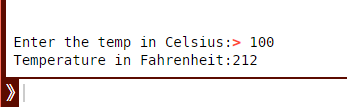 Enter the temp in Celsius:> 100
Temperature in Fahrenheit:212
》